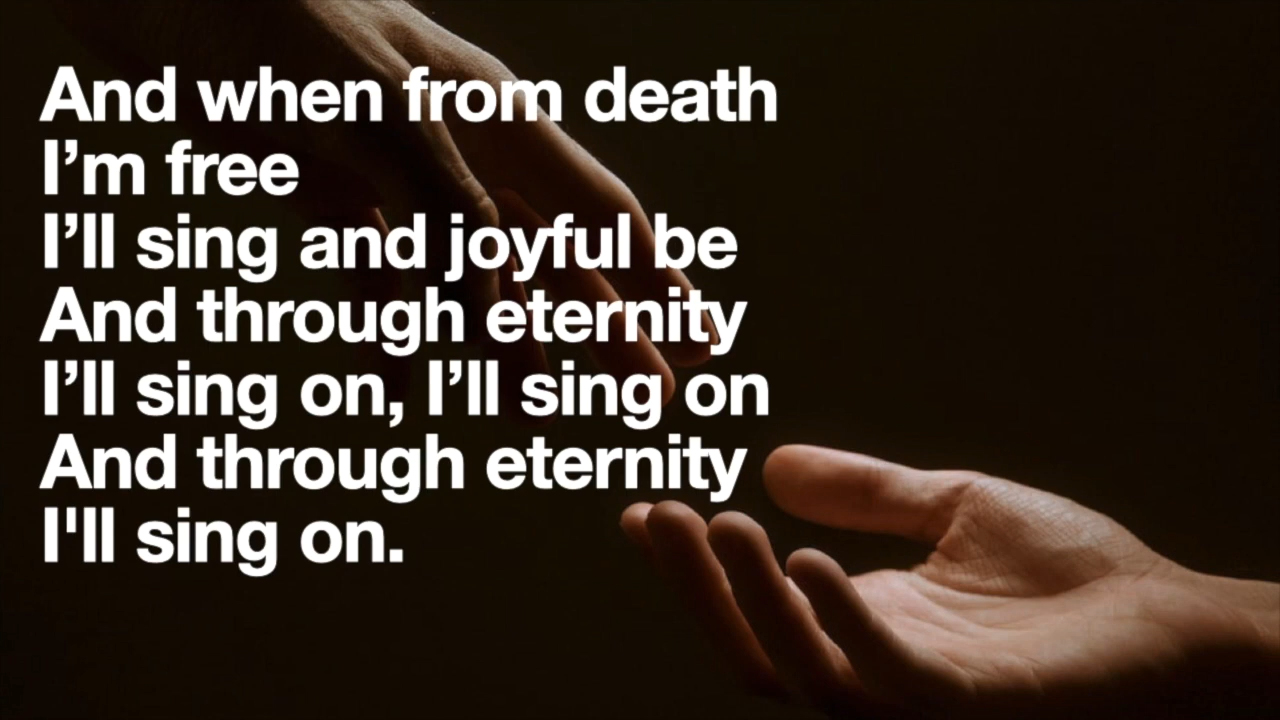 And when from death
I’m free
I’ll sing and joyful be
And through eternity
I’ll sing on, I’ll sing on
And through eternity
I'll sing on.